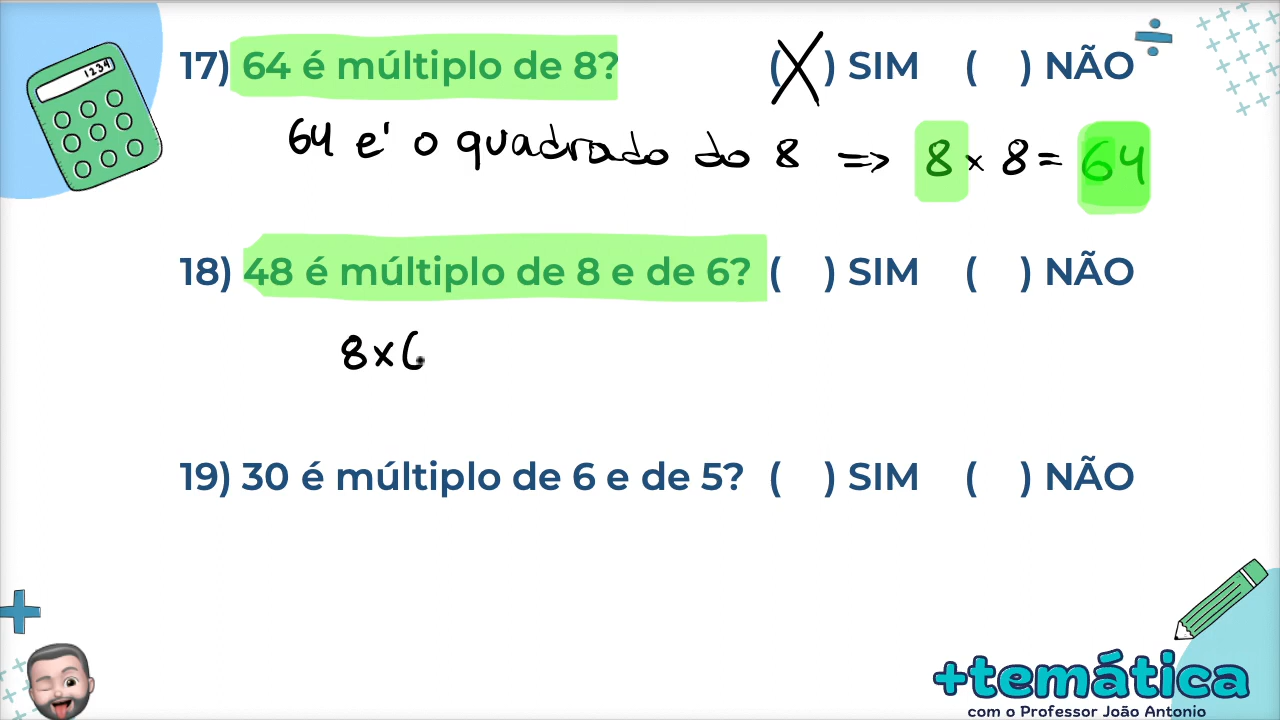 1234
17) 64 é múltiplo de 8? (X) SIM ( ) NÃO
64 é o quadrado do 8 => 8 x 8 = 64
18) 48 é múltiplo de 8 e de 6? ( ) SIM ( ) NÃO
8x6
19) 30 é múltiplo de 6 e de 5? ( ) SIM ( ) NÃO
+temática
com o Professor João Antonio